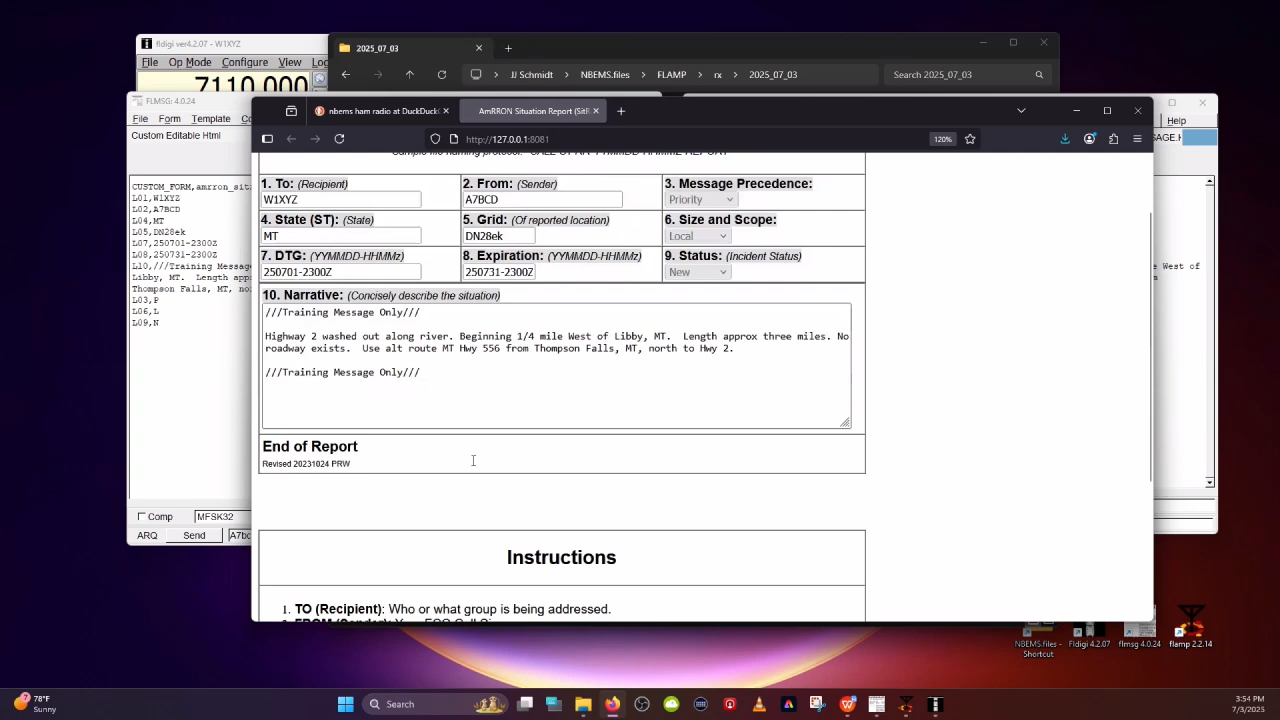 fldigi ver4.2.07 - W1XYZ
File Op Mode Configure View Log
7110.000
2025_07_03
JJ Schmidt > NBEMS.files > FLAMP > rx > 2025_07_03
Search 2025_07_03
FLMSG: 4.0.24
File Form Template
Custom Editable Html
Help
CUSTOM_FORM,amrron_sit
L01,W1XYZ
L02,A7BCD
L04,MT
L05,DN28ek
L07,250701-2300Z
L08,250731-2300Z
L10,///Training Messag
Libby, MT. Length app
Thompson Falls, MT, no
L03,P
L06,L
L09,N
Comp MFSK32
ARQ Send
nbems ham radio at DuckDuck
AmRRON Situation Report (SitR
http://127.0.0.1:8081
120%
1. To: (Recipient)
W1XYZ
2. From: (Sender)
A7BCD
3. Message Precedence:
Priority
4. State (ST): (State)
MT
5. Grid: (Of reported location)
DN28ek
6. Size and Scope:
Local
7. DTG: (YYMMDD-HHMMz)
250701-2300Z
8. Expiration: (YYMMDD-HHMMz)
250731-2300Z
9. Status: (Incident Status)
New
10. Narrative: (Concisely describe the situation)
///Training Message Only///
Highway 2 washed out along river. Beginning 1/4 mile West of Libby, MT. Length approx three miles. No
roadway exists. Use alt route MT Hwy 556 from Thompson Falls, MT, north to Hwy 2.
///Training Message Only///
End of Report
Revised 20231024 PRW
Instructions
1. TO (Recipient): Who or what group is being addressed.
e West of
NBEMS.files - Shortcut
Fldigi 4.2.07
flmsg 4.0.24
flamp 2.2.14
7
78°F
Sunny
Search
3:54 PM
7/3/2025